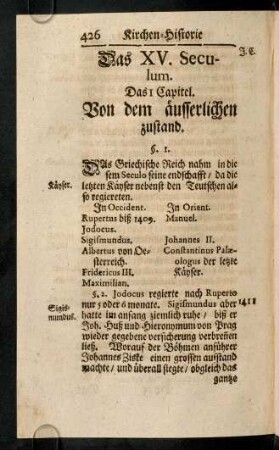 426 Kirchen-Historie
J.C.
Das XV. Secu-
lum.
Das 1 Capitel.
Von dem äusserlichen
zustand.
§. 1.
DAs Griechische Reich nahm in die
sem Seculo seine endschafft/ da die
Käyser.
letzten Käyser nebenst den Teutschen al-
so regiereten.
In Occident. In Orient.
Rupertus biß 1409. Manuel.
Jodocus.
Sigismundus. Johannes II.
Albertus von Oe- Constantinus Palæ-
sterreich. ologus der letzte
Fridericus III. Käyser.
Maximilian.
§. 2. Jodocus regierte nach Ruperto
nur 5 oder 6 monate. Sigismundus aber
1411
Sigis-
mundus.
hatte im anfang ziemlich ruhe/ biß er
Joh. Huß und Hieronymum von Prag
wieder gegebene versicherung verbrennen
ließ. Worauf der Böhmen anführer
Johannes Ziske einen grossen aufstand
machte/ und überall siegte/ obgleich das
gantze